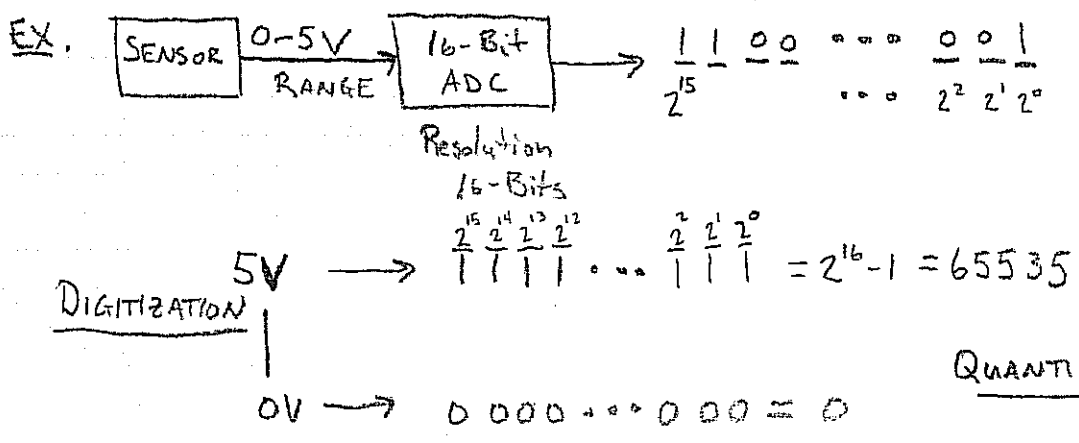 EX. SENSOR 0-5V RANGE 16-Bit ADC 1 1 0 0 ... 0 0 1
2^15 ... 2^2 2^1 2^0
Resolution
16-Bits
2^15 2^14 2^13 2^12 2^2 2^1 2^0
5V → 1 1 1 1 ... 1 1 1 = 2^16-1 = 65535
DIGITIZATION
QUANTI
0V → 0 0 0 0 ... 0 0 0 = 0